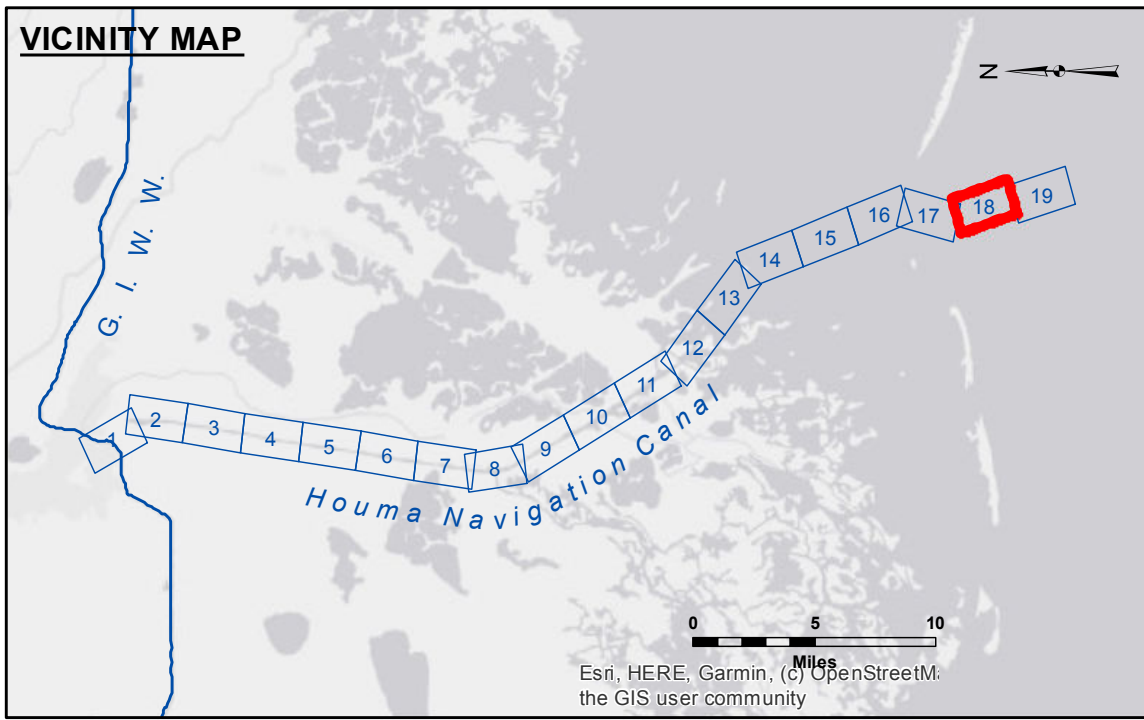 VICINITY MAP
N
G. I. W. W.
1
2
3
4
5
6
7
8
9
10
11
12
13
14
15
16
17
18
19
Houma Navigation Canal
0 5 10
Miles
Esri, HERE, Garmin, (c) OpenStreetMa
the GIS user community